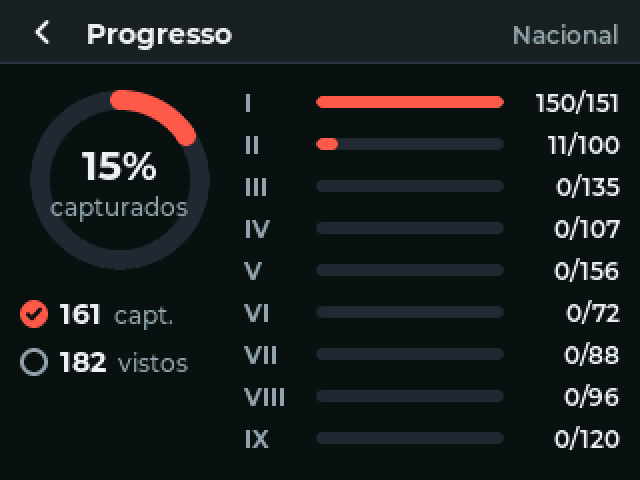 Progresso
Nacional
15%
capturados
161 capt.
182 vistos
I 150/151
II 11/100
III 0/135
IV 0/107
V 0/156
VI 0/72
VII 0/88
VIII 0/96
IX 0/120